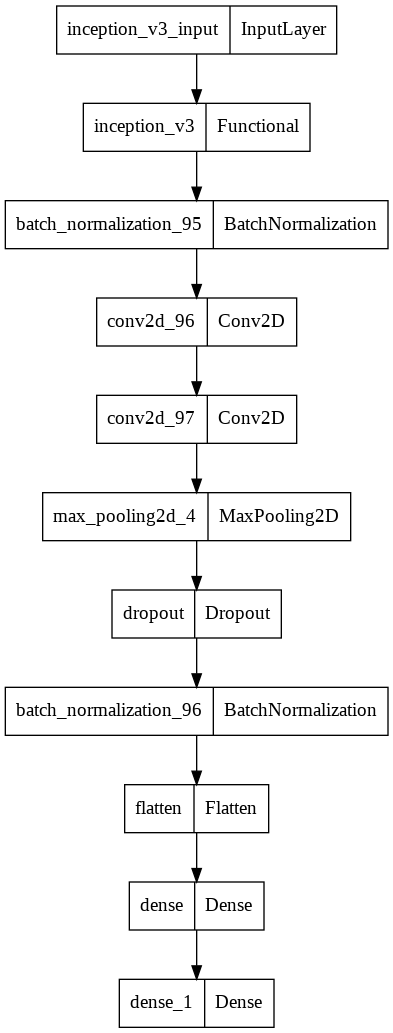 inception_v3_input InputLayer
inception_v3 Functional
batch_normalization_95 BatchNormalization
conv2d_96 Conv2D
conv2d_97 Conv2D
max_pooling2d_4 MaxPooling2D
dropout Dropout
batch_normalization_96 BatchNormalization
flatten Flatten
dense Dense
dense_1 Dense